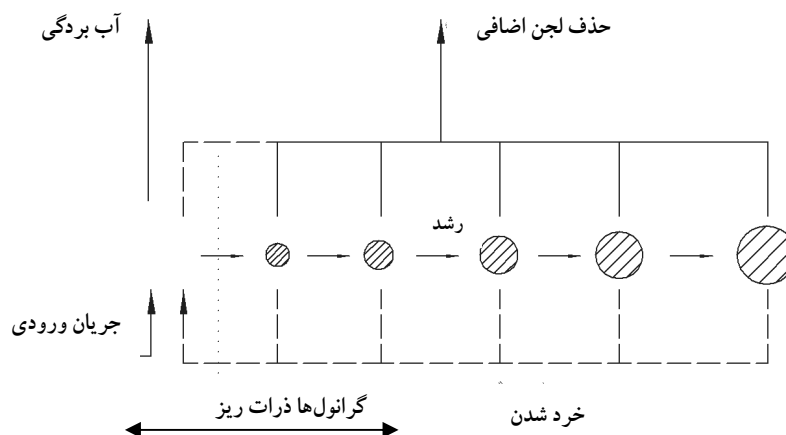 آب بردگی
حذف لجن اضافی
رشد
جریان ورودی
گرانول‌ها ذرات ریز
خرد شدن